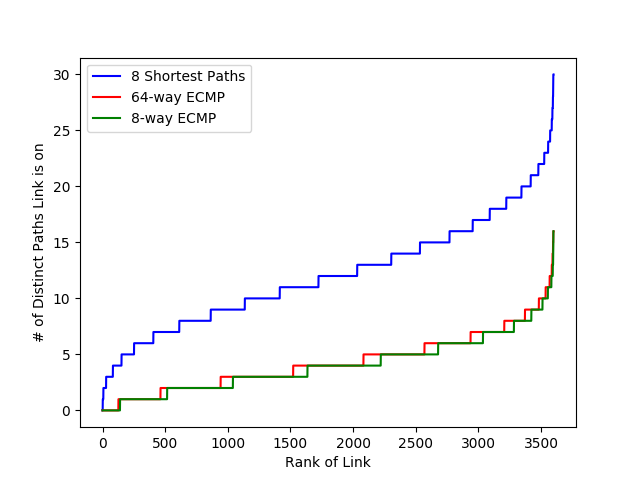 8 Shortest Paths
64-way ECMP
8-way ECMP
# of Distinct Paths Link is on
30
25
20
15
10
5
0
0 500 1000 1500 2000 2500 3000 3500
Rank of Link